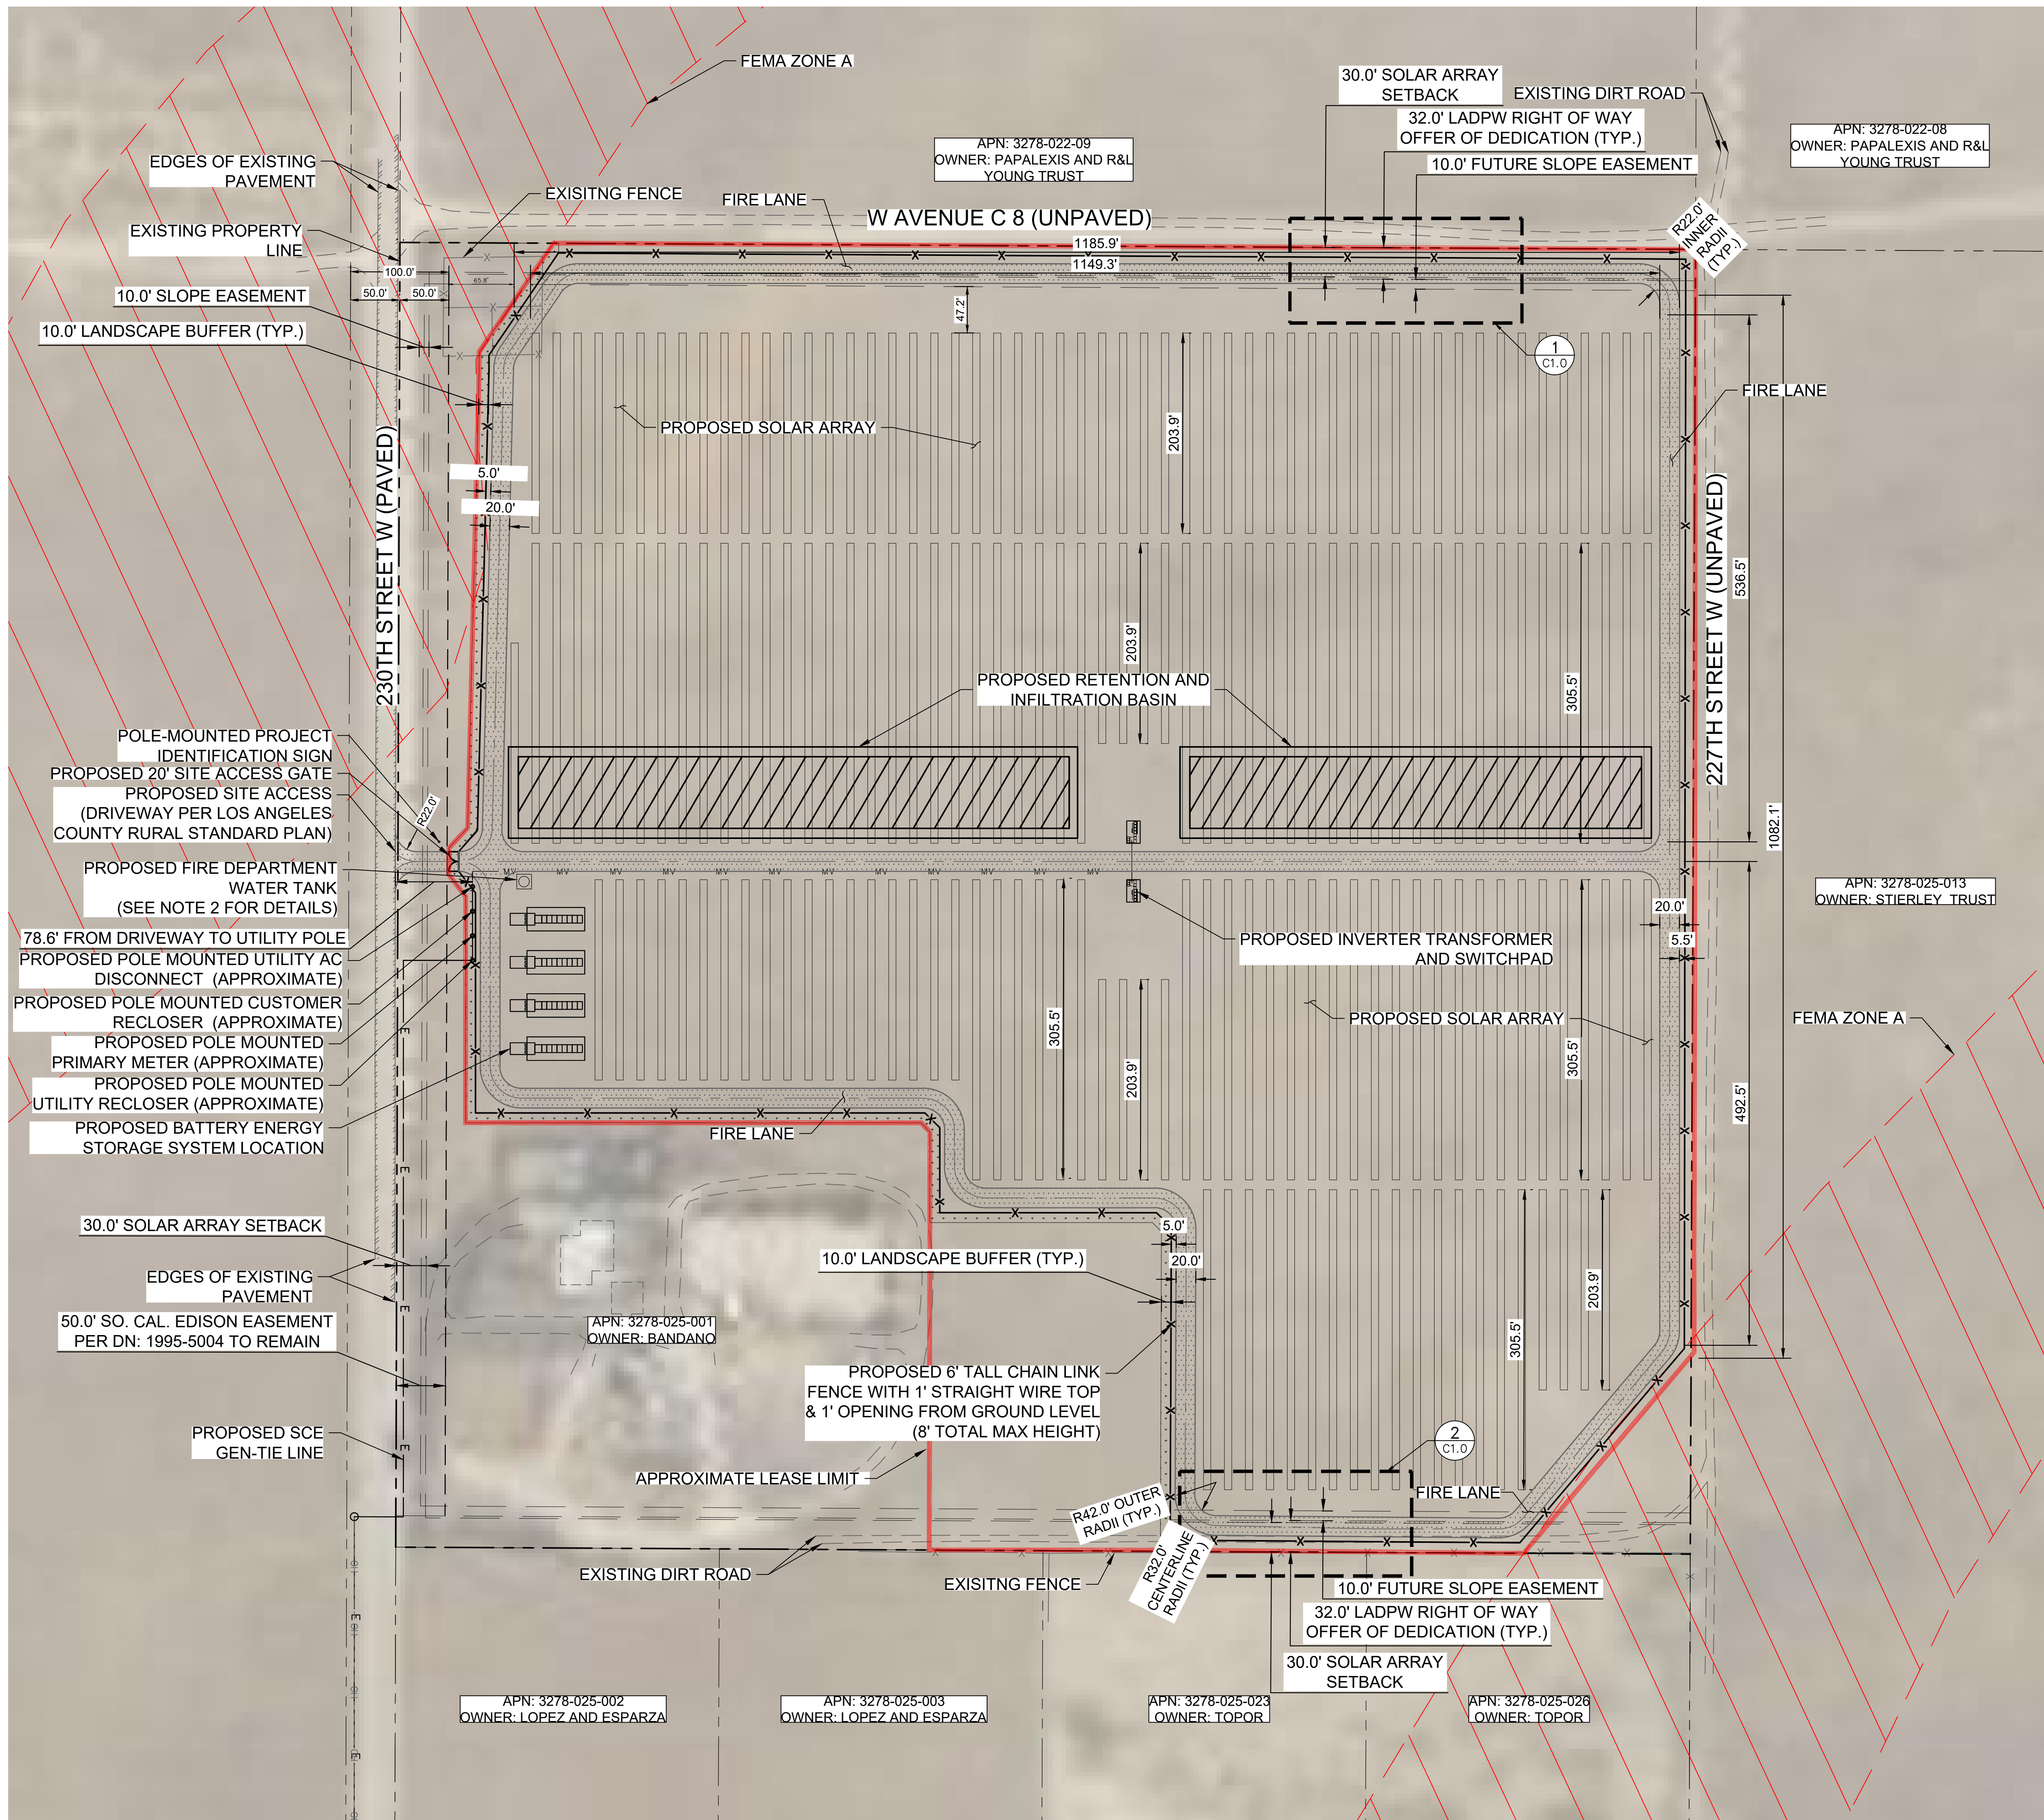 FEMA ZONE A
30.0' SOLAR ARRAY
SETBACK
EXISTING DIRT ROAD
32.0' LADPW RIGHT OF WAY
OFFER OF DEDICATION (TYP.)
10.0' FUTURE SLOPE EASEMENT
APN: 3278-022-09
OWNER: PAPALEXIS AND R&L
YOUNG TRUST
APN: 3278-022-08
OWNER: PAPALEXIS AND R&L
YOUNG TRUST
EDGES OF EXISTING
PAVEMENT
EXISITNG FENCE
FIRE LANE
W AVENUE C 8 (UNPAVED)
R22.0'
INNER
RADII
(TYP.)
EXISTING PROPERTY
LINE
1185.9'
1149.3'
100.0'
65.8'
50.0'
50.0'
10.0' SLOPE EASEMENT
47.2'
10.0' LANDSCAPE BUFFER (TYP.)
1
C1.0
FIRE LANE
PROPOSED SOLAR ARRAY
203.9'
230TH STREET W (PAVED)
5.0'
20.0'
227TH STREET W (UNPAVED)
536.5'
203.9'
305.5'
PROPOSED RETENTION AND
INFILTRATION BASIN
POLE-MOUNTED PROJECT
IDENTIFICATION SIGN
PROPOSED 20' SITE ACCESS GATE
PROPOSED SITE ACCESS
(DRIVEWAY PER LOS ANGELES
COUNTY RURAL STANDARD PLAN)
R22.0'
1082.1'
PROPOSED FIRE DEPARTMENT
WATER TANK
(SEE NOTE 2 FOR DETAILS)
MV MV MV MV MV MV MV MV MV MV MV MV
APN: 3278-025-013
OWNER: STIERLEY TRUST
20.0'
5.5'
78.6' FROM DRIVEWAY TO UTILITY POLE
PROPOSED POLE MOUNTED UTILITY AC
DISCONNECT (APPROXIMATE)
PROPOSED INVERTER TRANSFORMER
AND SWITCHPAD
PROPOSED POLE MOUNTED CUSTOMER
RECLOSER (APPROXIMATE)
PROPOSED SOLAR ARRAY
FEMA ZONE A
PROPOSED POLE MOUNTED
PRIMARY METER (APPROXIMATE)
305.5'
203.9'
305.5'
492.5'
PROPOSED POLE MOUNTED
UTILITY RECLOSER (APPROXIMATE)
PROPOSED BATTERY ENERGY
STORAGE SYSTEM LOCATION
FIRE LANE
30.0' SOLAR ARRAY SETBACK
5.0'
20.0'
10.0' LANDSCAPE BUFFER (TYP.)
EDGES OF EXISTING
PAVEMENT
203.9'
305.5'
50.0' SO. CAL. EDISON EASEMENT
PER DN: 1995-5004 TO REMAIN
APN: 3278-025-001
OWNER: BANDANO
PROPOSED 6' TALL CHAIN LINK
FENCE WITH 1' STRAIGHT WIRE TOP
& 1' OPENING FROM GROUND LEVEL
(8' TOTAL MAX HEIGHT)
PROPOSED SCE
GEN-TIE LINE
2
C1.0
APPROXIMATE LEASE LIMIT
R42.0' OUTER
RADII (TYP.)
FIRE LANE
R32.0'
CENTERLINE
RADII (TYP.)
EXISTING DIRT ROAD
EXISITNG FENCE
10.0' FUTURE SLOPE EASEMENT
32.0' LADPW RIGHT OF WAY
OFFER OF DEDICATION (TYP.)
30.0' SOLAR ARRAY
SETBACK
APN: 3278-025-002
OWNER: LOPEZ AND ESPARZA
APN: 3278-025-003
OWNER: LOPEZ AND ESPARZA
APN: 3278-025-023
OWNER: TOPOR
APN: 3278-025-026
OWNER: TOPOR